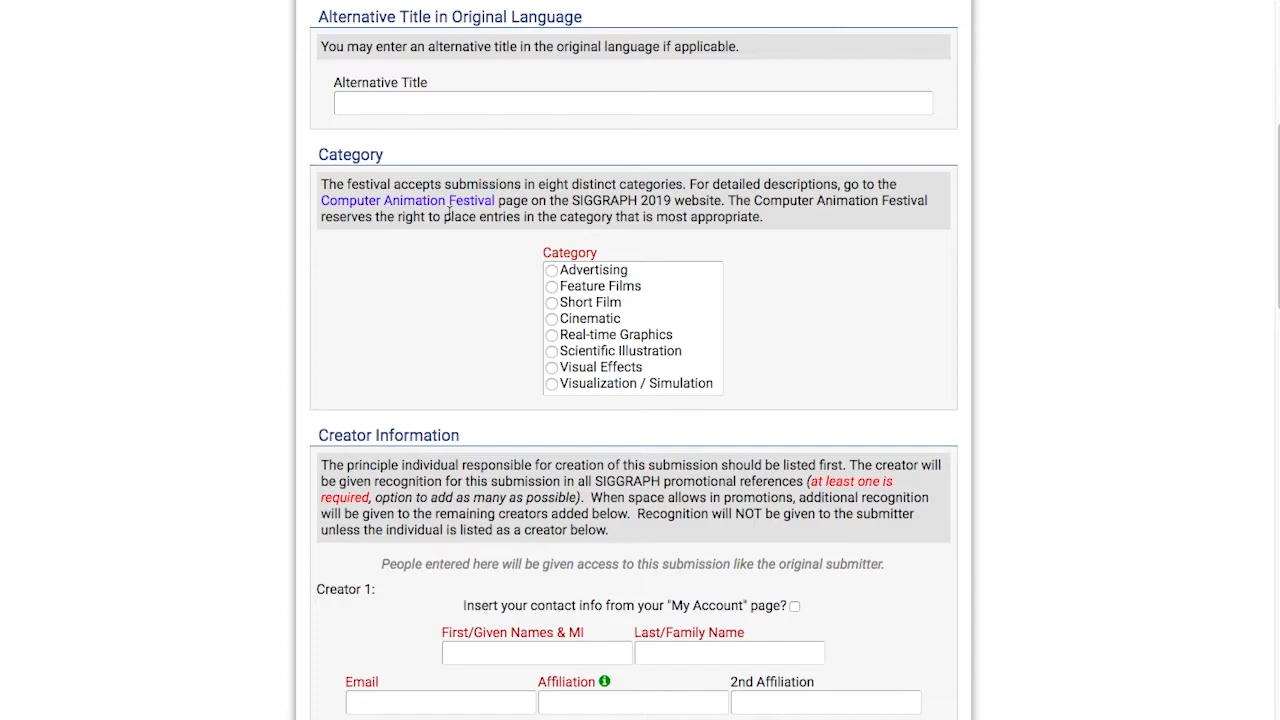 Alternative Title in Original Language
You may enter an alternative title in the original language if applicable.
Alternative Title
Category
The festival accepts submissions in eight distinct categories. For detailed descriptions, go to the
Computer Animation Festival page on the SIGGRAPH 2019 website. The Computer Animation Festival
reserves the right to place entries in the category that is most appropriate.
Category
Advertising
Feature Films
Short Film
Cinematic
Real-time Graphics
Scientific Illustration
Visual Effects
Visualization / Simulation
Creator Information
The principle individual responsible for creation of this submission should be listed first. The creator will
be given recognition for this submission in all SIGGRAPH promotional references (at least one is
required, option to add as many as possible). When space allows in promotions, additional recognition
will be given to the remaining creators added below. Recognition will NOT be given to the submitter
unless the individual is listed as a creator below.
People entered here will be given access to this submission like the original submitter.
Creator 1:
Insert your contact info from your "My Account" page?
First/Given Names & MI Last/Family Name
Email Affiliation 2nd Affiliation